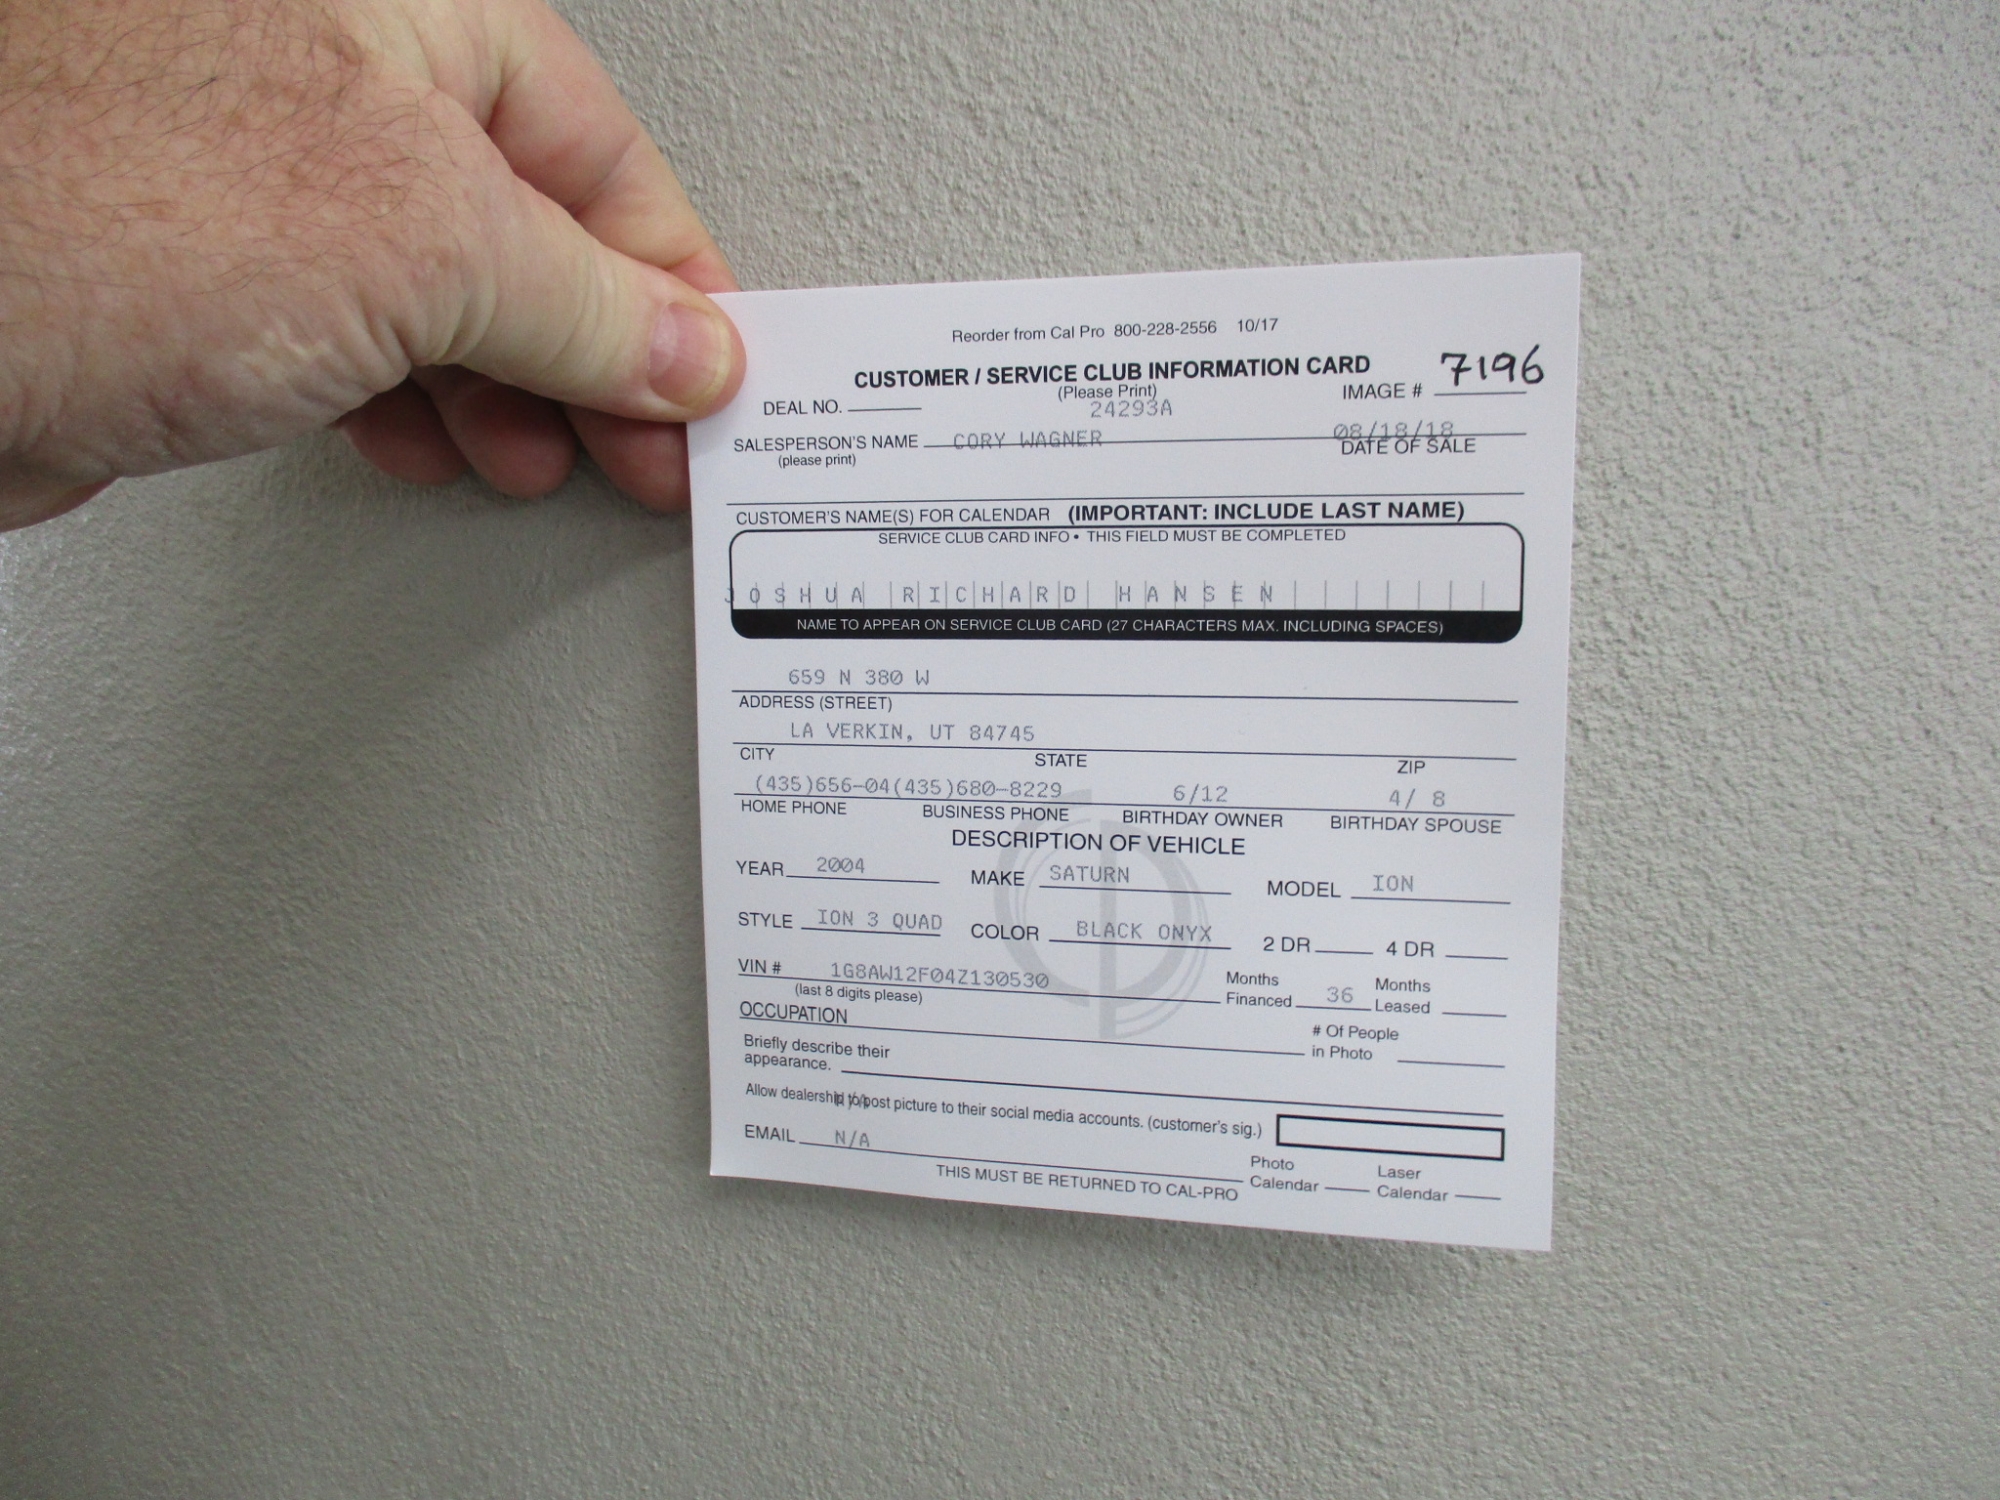 Reorder from Cal Pro 800-228-2556 10/17
CUSTOMER / SERVICE CLUB INFORMATION CARD
(Please Print)
IMAGE # 7196
DEAL NO. 24293A
SALESPERSON'S NAME CORY WAGNER 08/18/18
(please print) DATE OF SALE
CUSTOMER'S NAME(S) FOR CALENDAR (IMPORTANT: INCLUDE LAST NAME)
SERVICE CLUB CARD INFO • THIS FIELD MUST BE COMPLETED
JOSHUA RICHARD HANSEN
NAME TO APPEAR ON SERVICE CLUB CARD (27 CHARACTERS MAX. INCLUDING SPACES)
659 N 380 W
ADDRESS (STREET)
LA VERKIN, UT 84745
CITY STATE ZIP
(435)656-04(435)680-8229 6/12 4/ 8
HOME PHONE BUSINESS PHONE BIRTHDAY OWNER BIRTHDAY SPOUSE
DESCRIPTION OF VEHICLE
YEAR 2004 MAKE SATURN MODEL ION
STYLE ION 3 QUAD COLOR BLACK ONYX 2 DR 4 DR
VIN # 1G8AW12F04Z130530 Months Financed 36 Months Leased
(last 8 digits please)
OCCUPATION # Of People in Photo
Briefly describe their
appearance.
Allow dealership to post picture to their social media accounts. (customer's sig.)
N/A
EMAIL N/A
Photo Calendar Laser Calendar
THIS MUST BE RETURNED TO CAL-PRO